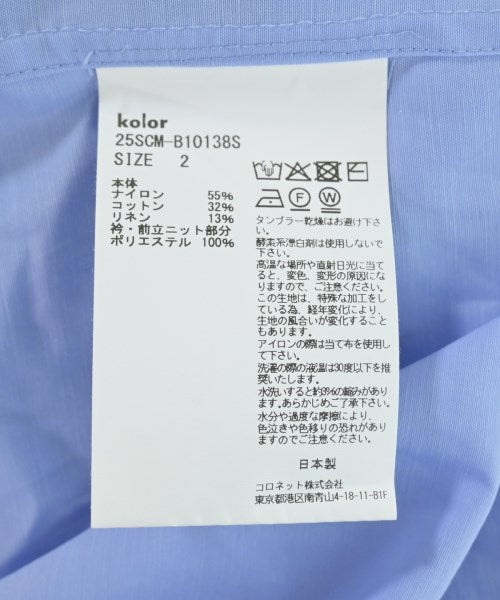 kolor
25SCM-B10138S
SIZE 2
本体
ナイロン 55%
コットン 32%
リネン 13%
衿・前立ニット部分
ポリエステル 100%
タンブラー乾燥はお避け下さい。
酵素系漂白剤は使用しないで
下さい。
高温な場所や直射日光に当て
ると、変色、変形の原因にな
りますので、ご注意ください。
この生地は、特殊な加工をし
ている為、経年変化により、
生地の風合いが変化すること
もあります。
アイロンの際は当て布を使用し
て下さい。
洗濯の際の液温は30度以下を推
奨いたします。
水洗いすると約3%の縮みがあり
ます。あらかじめご了承下さい。
水分や過度な摩擦により、
色泣きや色移りの恐れがあり
ますのでご注意ください。
日本製
コロネット株式会社
東京都港区南青山4-18-11-B1F